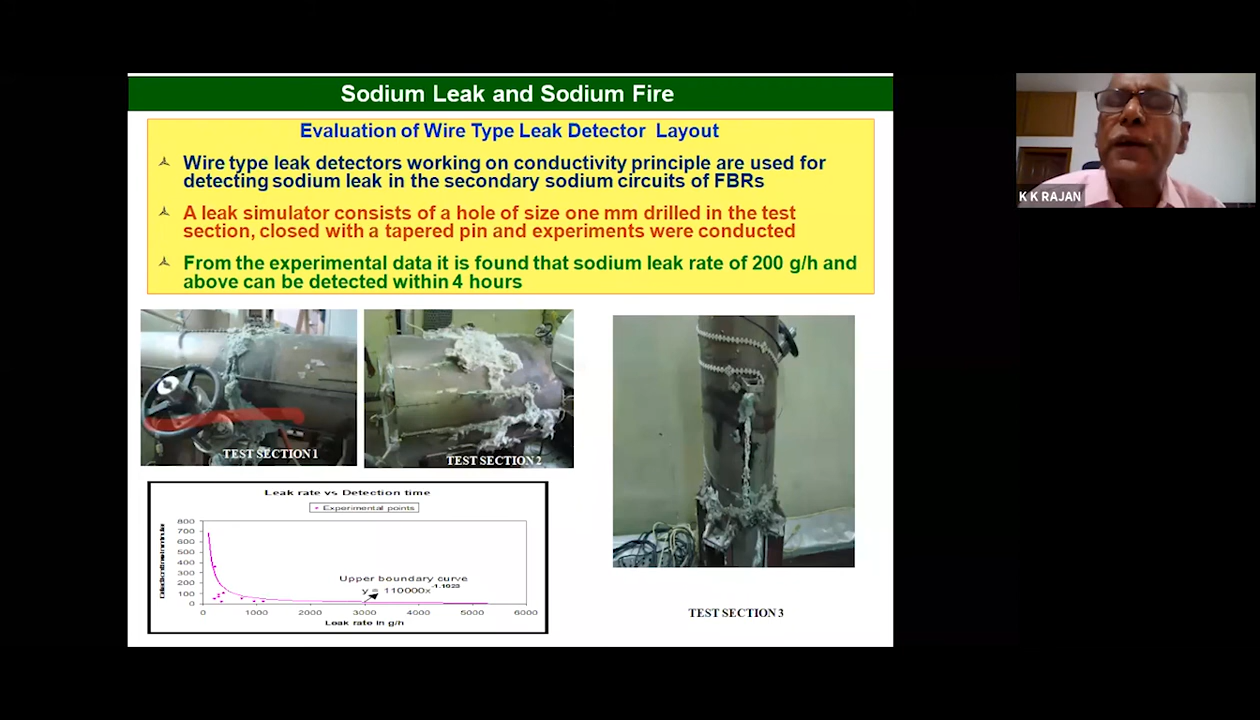 Sodium Leak and Sodium Fire
Evaluation of Wire Type Leak Detector Layout
Wire type leak detectors working on conductivity principle are used for
detecting sodium leak in the secondary sodium circuits of FBRs
A leak simulator consists of a hole of size one mm drilled in the test
section, closed with a tapered pin and experiments were conducted
From the experimental data it is found that sodium leak rate of 200 g/h and
above can be detected within 4 hours
K K RAJAN
TEST SECTION 1
TEST SECTION 2
TEST SECTION 3
Leak rate vs Detection time
Experimental points
800
700
600
500
400
300
200
100
0
Upper boundary curve
y = 110000x^-1.1023
0 1000 2000 3000 4000 5000 6000
Leak rate in g/h